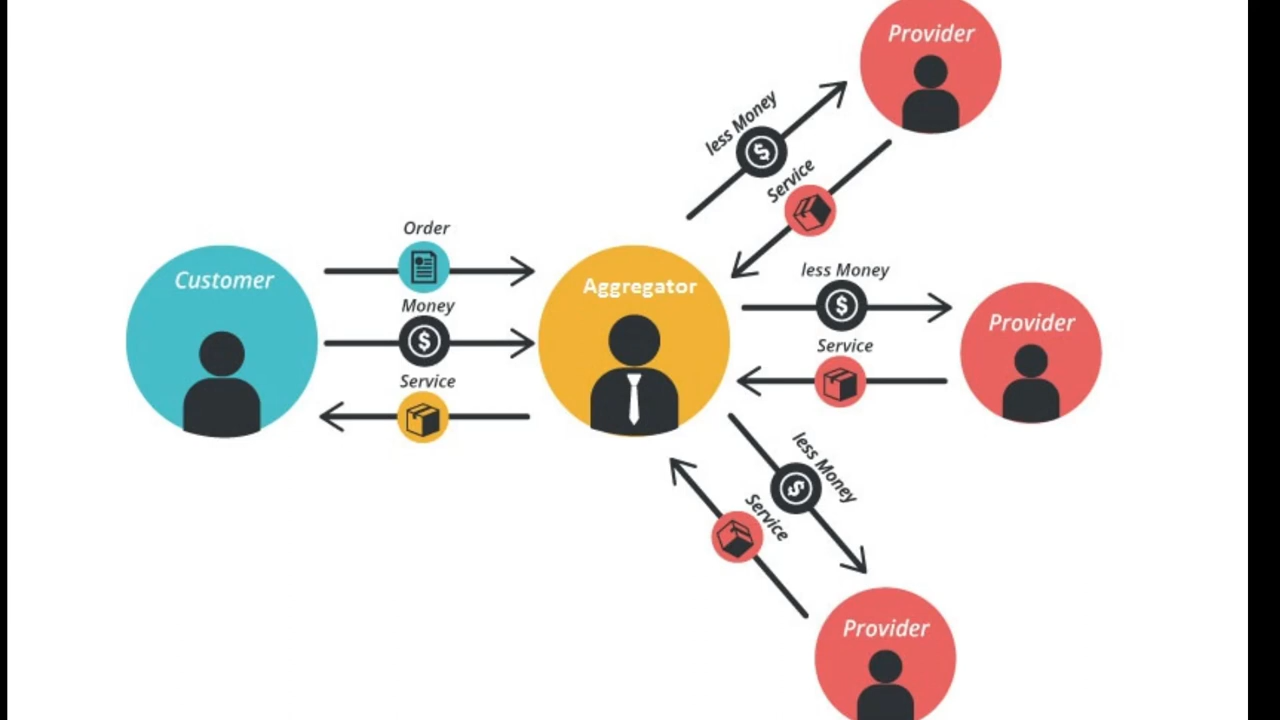 Provider
less Money
Service
Order
less Money
Customer
Aggregator
Money
Provider
Service
Service
less Money
Service
Provider